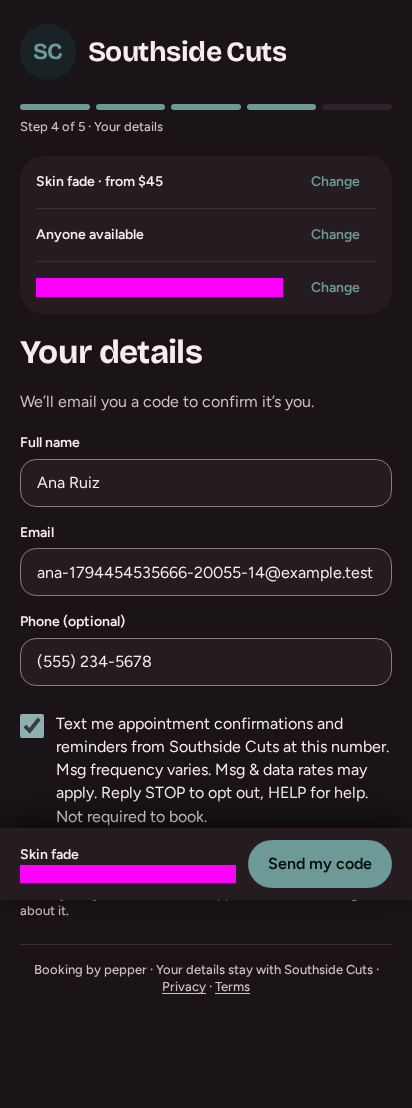 SC
Southside Cuts
Step 4 of 5 · Your details
Skin fade · from $45
Change
Anyone available
Change
Change
Your details
We’ll email you a code to confirm it’s you.
Full name
Ana Ruiz
Email
ana-1794454535666-20055-14@example.test
Phone (optional)
(555) 234-5678
Text me appointment confirmations and
reminders from Southside Cuts at this number.
Msg frequency varies. Msg & data rates may
apply. Reply STOP to opt out, HELP for help.
Not required to book.
Skin fade
Send my code
about it.
Booking by pepper · Your details stay with Southside Cuts ·
Privacy · Terms